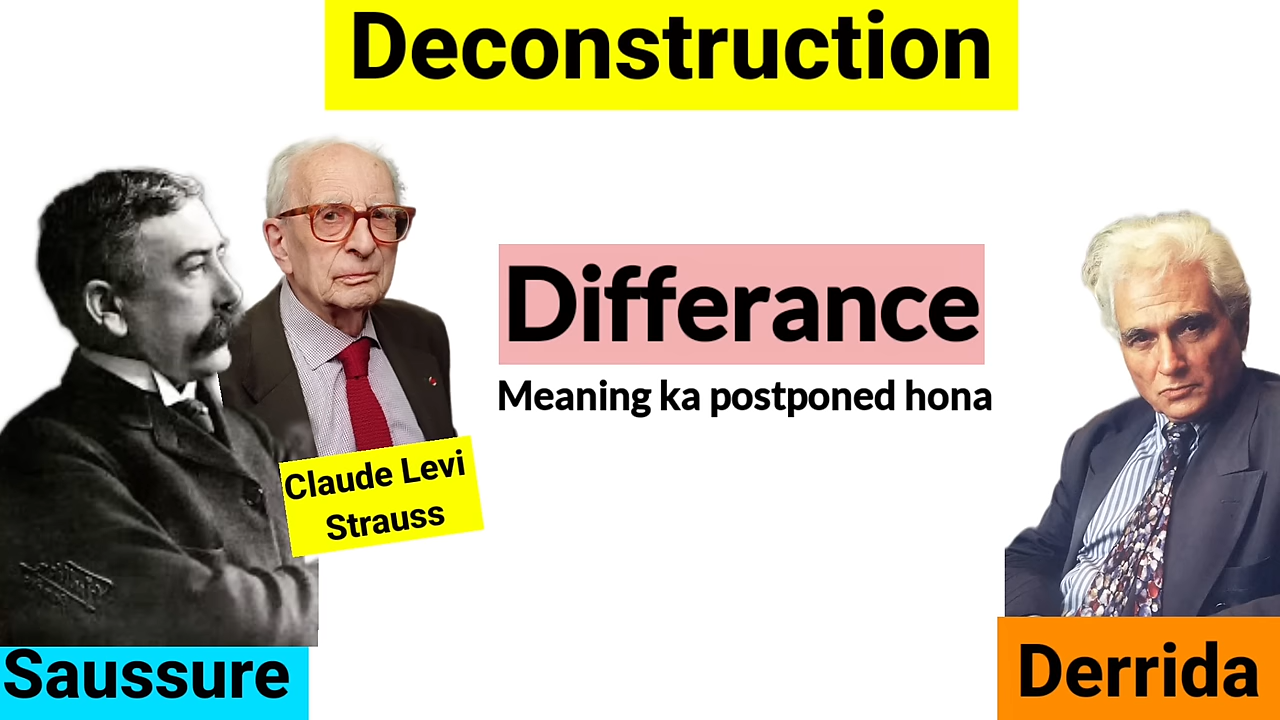 Deconstruction
Differance
Meaning ka postponed hona
Claude Levi
Strauss
Saussure
Derrida